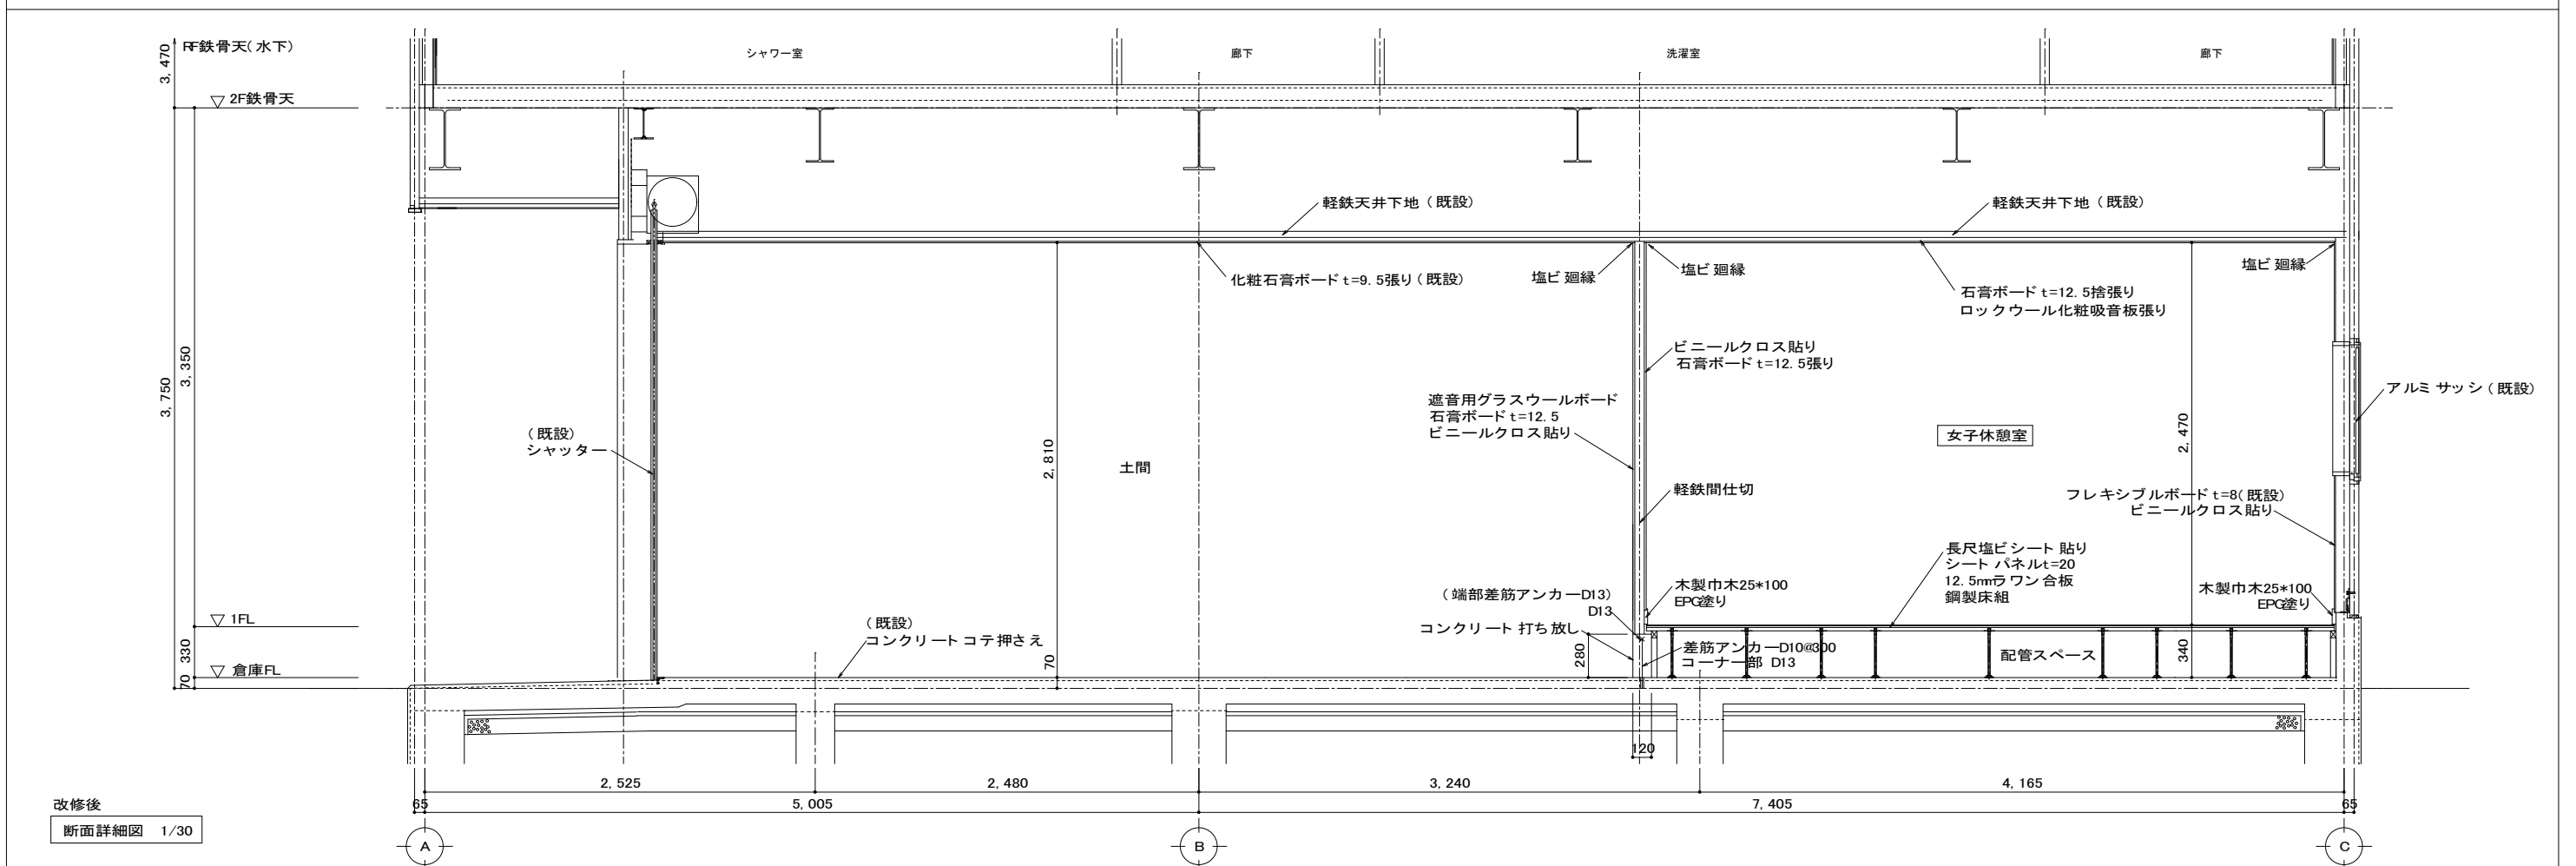 RF鉄骨天(水下)
シャワー室
廊下
洗濯室
廊下
3,470
2F鉄骨天
軽鉄天井下地(既設)
軽鉄天井下地(既設)
化粧石膏ボードt=9.5張り(既設)
塩ビ廻縁
塩ビ廻縁
塩ビ廻縁
石膏ボードt=12.5捨張り
ロックウール化粧吸音板張り
3,350
3,750
ビニールクロス貼り
石膏ボードt=12.5張り
アルミサッシ(既設)
遮音用グラスウールボード
石膏ボードt=12.5
ビニールクロス貼り
(既設)
シャッター
2,810
土間
女子休憩室
2,470
軽鉄間仕切
フレキシブルボードt=8(既設)
ビニールクロス貼り
長尺塩ビシート貼り
シートパネルt=20
12.5mmラワン合板
鋼製床組
(端部差筋アンカーD13)
D13
木製巾木25*100
EPG塗り
木製巾木25*100
EPG塗り
1FL
(既設)
コンクリートコテ押さえ
コンクリート打ち放し
差筋アンカーD10@300
コーナー部 D13
配管スペース
330
倉庫FL
70
70
280
340
120
2,525
2,480
3,240
4,165
改修後
65
5,005
7,405
65
断面詳細図 1/30
A
B
C